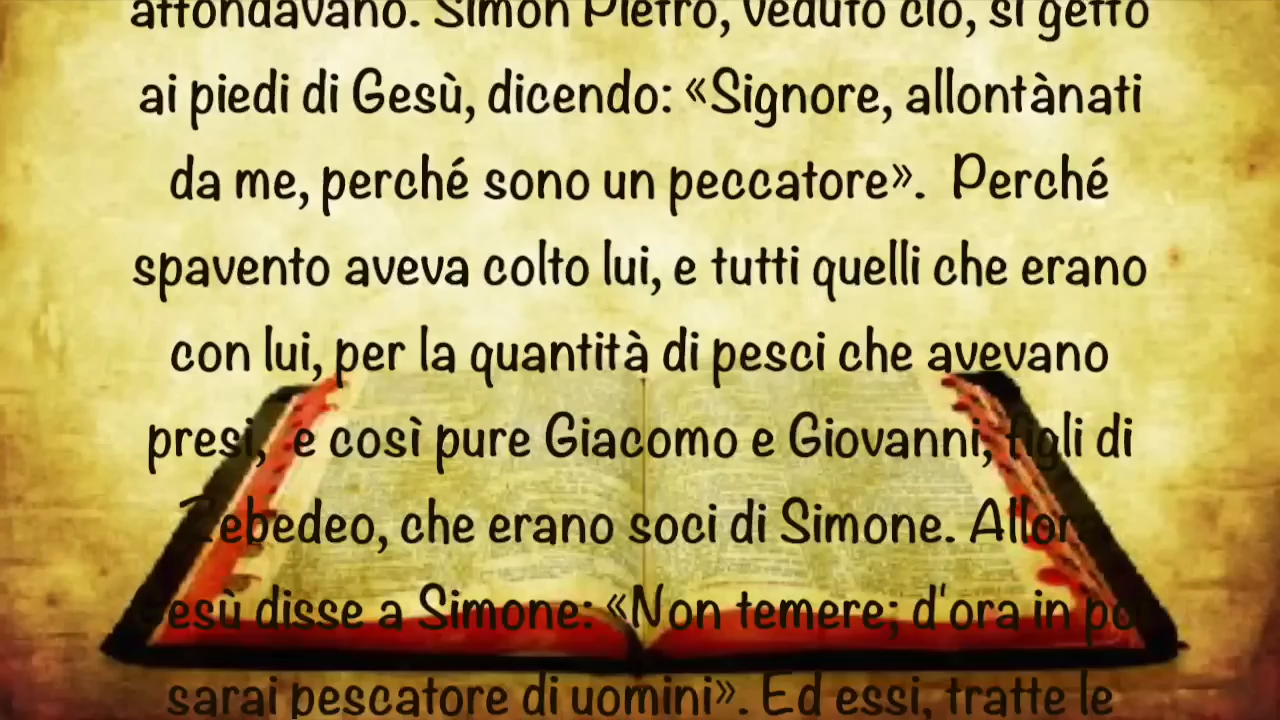 affondavano. Simon Pietro, veduto ciò, si gettò
ai piedi di Gesù, dicendo: «Signore, allontànati
da me, perché sono un peccatore». Perché
spavento aveva colto lui, e tutti quelli che erano
con lui, per la quantità di pesci che avevano
presi, e così pure Giacomo e Giovanni, figli di
Zebedeo, che erano soci di Simone. Allora
Gesù disse a Simone: «Non temere; d'ora in poi
sarai pescatore di uomini». Ed essi, tratte le